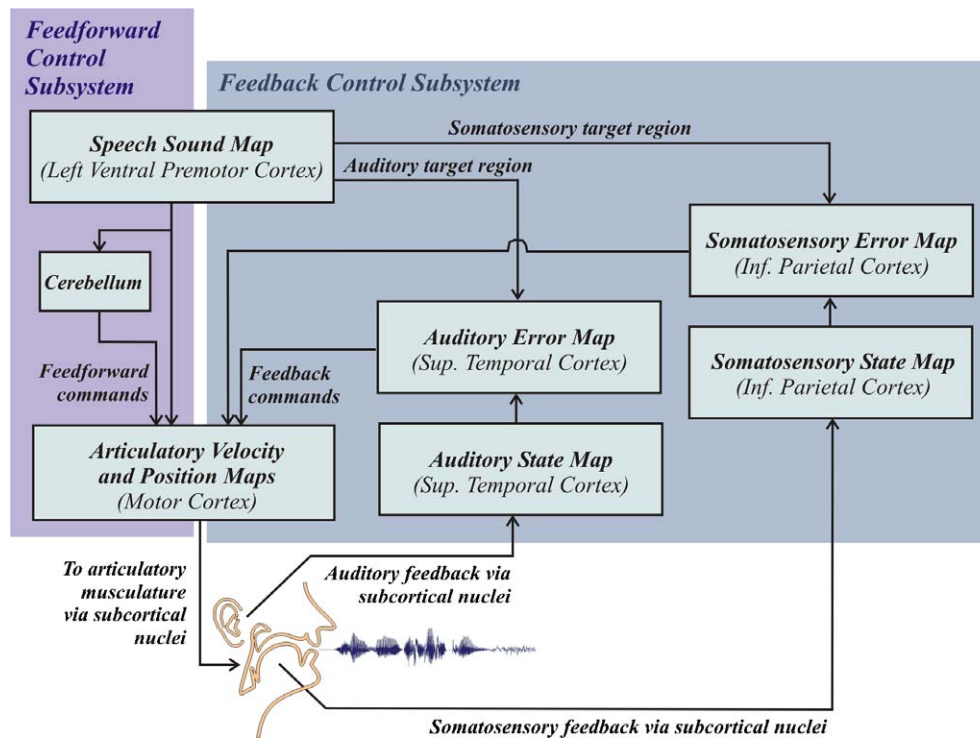 Feedforward
Control
Subsystem
Feedback Control Subsystem
Speech Sound Map
(Left Ventral Premotor Cortex)
Somatosensory target region
Auditory target region
Somatosensory Error Map
(Inf. Parietal Cortex)
Cerebellum
Auditory Error Map
(Sup. Temporal Cortex)
Somatosensory State Map
(Inf. Parietal Cortex)
Feedforward
commands
Feedback
commands
Articulatory Velocity
and Position Maps
(Motor Cortex)
Auditory State Map
(Sup. Temporal Cortex)
To articulatory
musculature
via subcortical
nuclei
Auditory feedback via
subcortical nuclei
Somatosensory feedback via subcortical nuclei